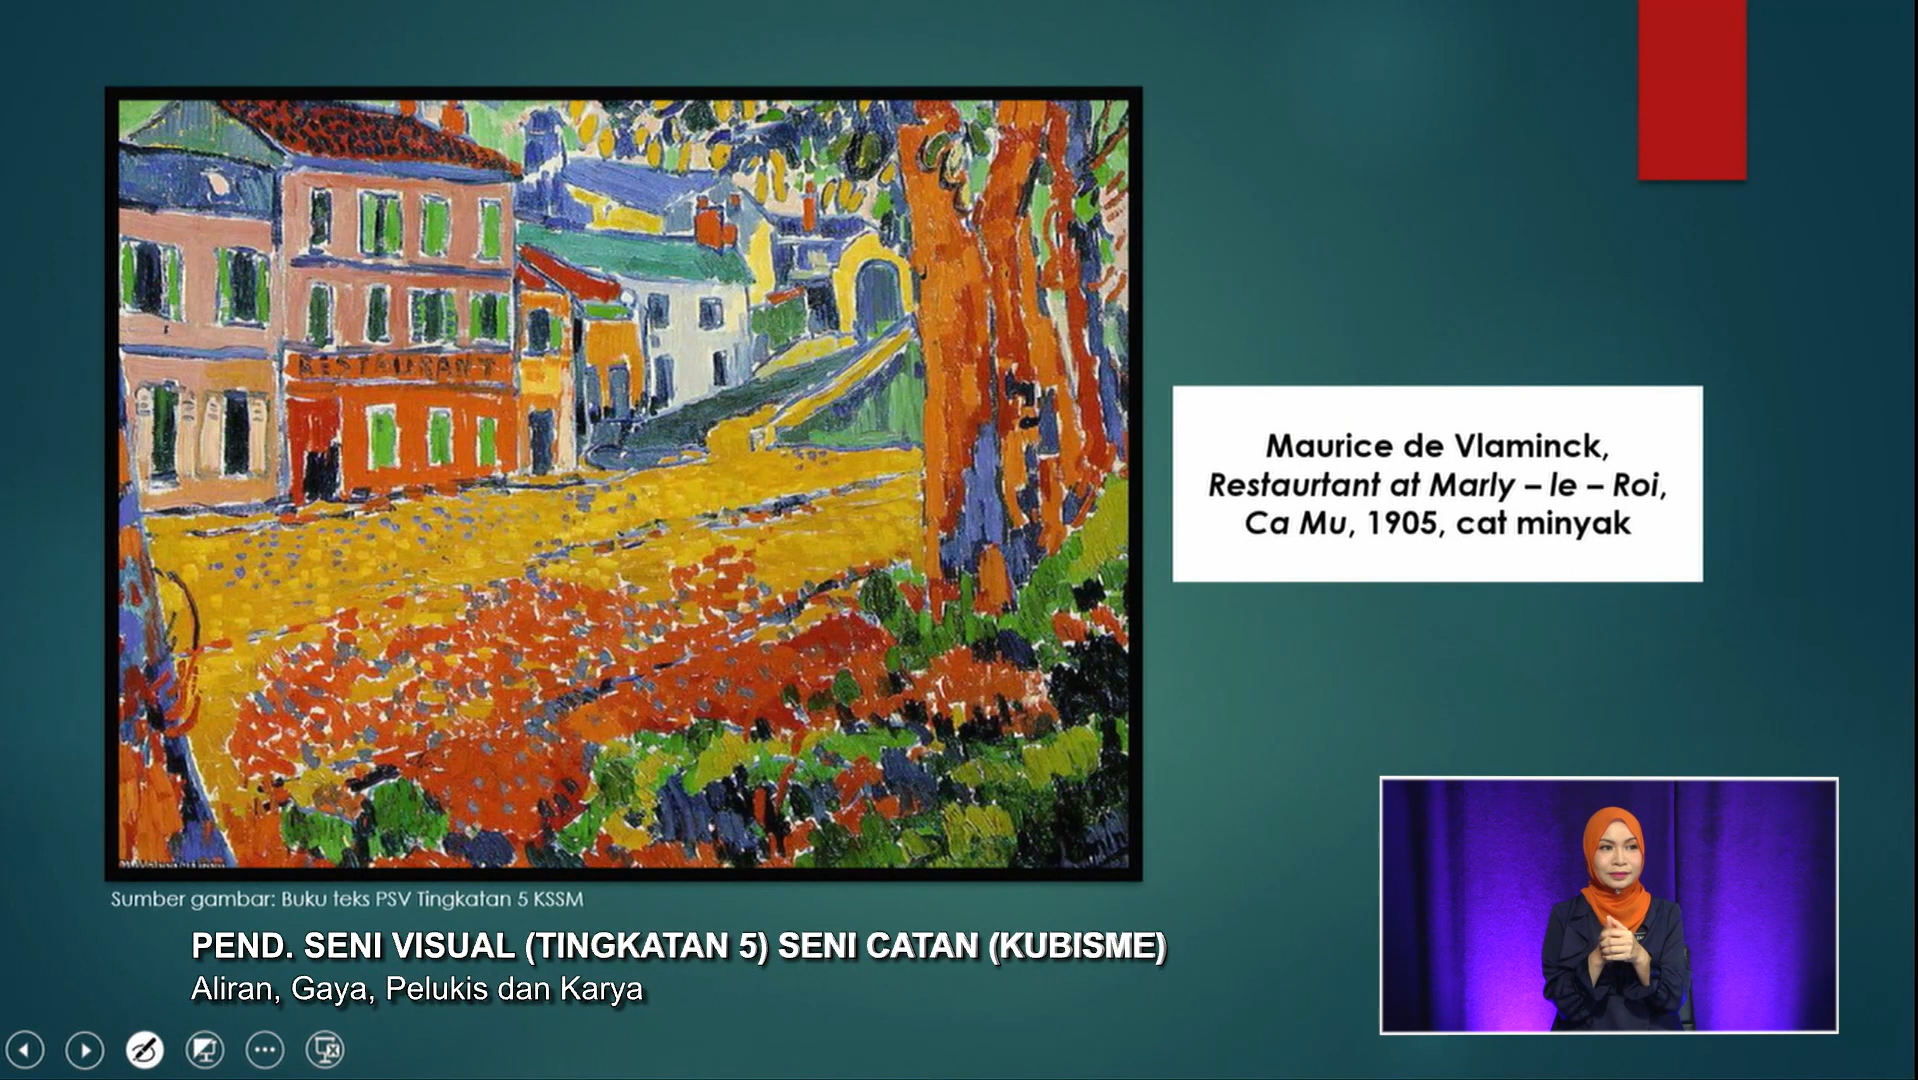 RESTAURANT
Maurice de Vlaminck,
Restaurtant at Marly – le – Roi,
Ca Mu, 1905, cat minyak
Sumber gambar: Buku teks PSV Tingkatan 5 KSSM
PEND. SENI VISUAL (TINGKATAN 5) SENI CATAN (KUBISME)
Aliran, Gaya, Pelukis dan Karya